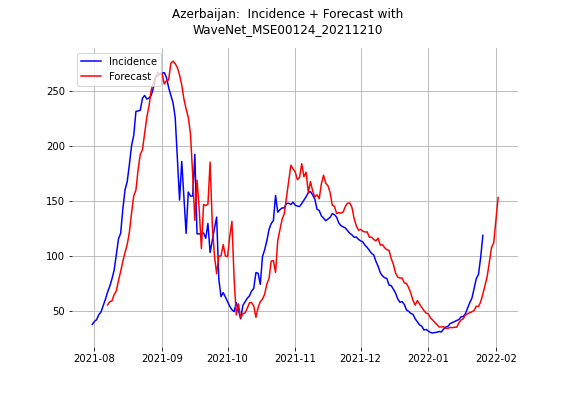 Azerbaijan:  Incidence + Forecast with
WaveNet_MSE00124_20211210
Incidence
Forecast
250
200
150
100
50
2021-08 2021-09 2021-10 2021-11 2021-12 2022-01 2022-02